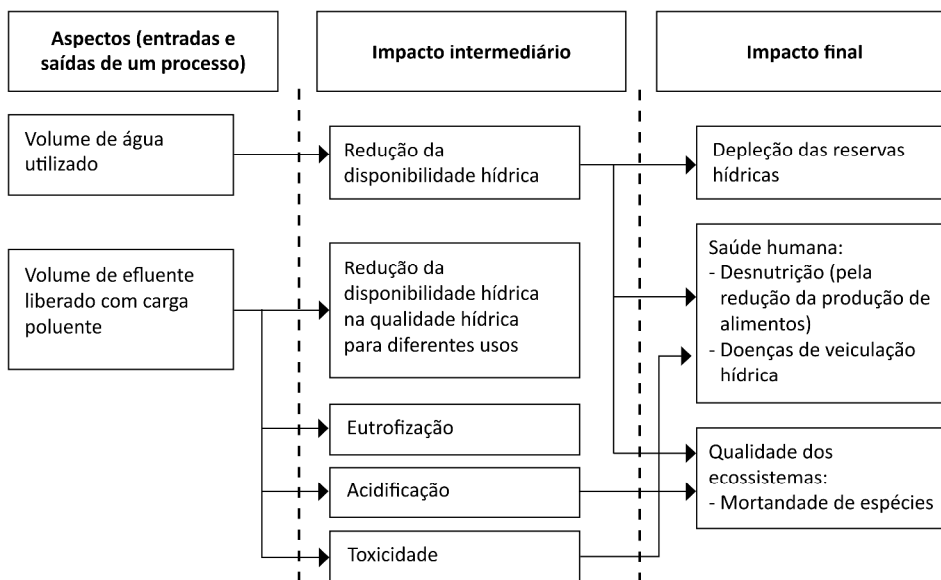 Aspectos (entradas e
saídas de um processo)
Impacto intermediário
Impacto final
Volume de água
utilizado
Redução da
disponibilidade hídrica
Depleção das reservas
hídricas
Volume de efluente
liberado com carga
poluente
Redução da
disponibilidade hídrica
na qualidade hídrica
para diferentes usos
Saúde humana:
- Desnutrição (pela
redução da produção de
alimentos)
- Doenças de veiculação
hídrica
Eutrofização
Acidificação
Toxicidade
Qualidade dos
ecossistemas:
- Mortandade de espécies